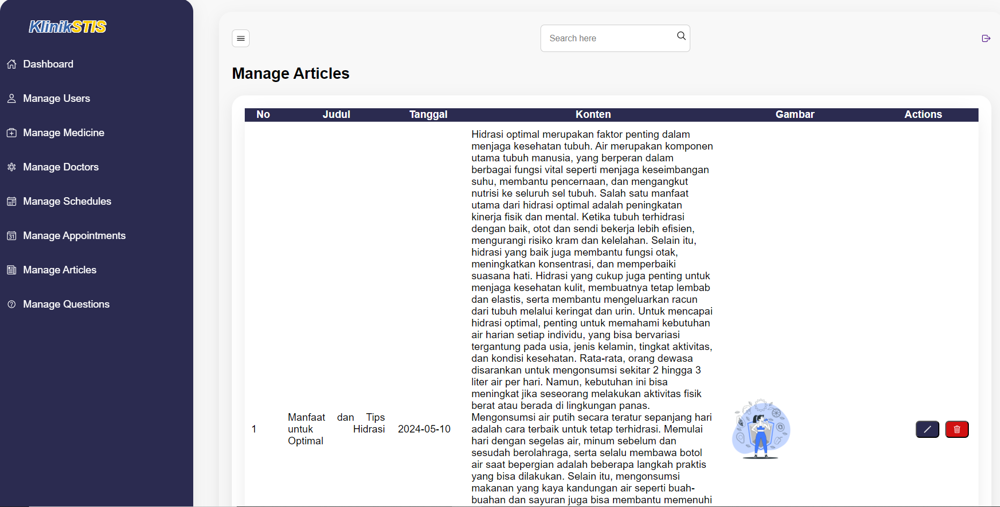 KlinikSTIS
Dashboard
Manage Users
Manage Medicine
Manage Doctors
Manage Schedules
31 Manage Appointments
Manage Articles
Manage Questions
Search here
Manage Articles
No Judul Tanggal Konten Gambar Actions
1
Manfaat dan Tips
untuk Hidrasi
Optimal
2024-05-10
Hidrasi optimal merupakan faktor penting dalam
menjaga kesehatan tubuh. Air merupakan komponen
utama tubuh manusia, yang berperan dalam
berbagai fungsi vital seperti menjaga keseimbangan
suhu, membantu pencernaan, dan mengangkut
nutrisi ke seluruh sel tubuh. Salah satu manfaat
utama dari hidrasi optimal adalah peningkatan
kinerja fisik dan mental. Ketika tubuh terhidrasi
dengan baik, otot dan sendi bekerja lebih efisien,
mengurangi risiko kram dan kelelahan. Selain itu,
hidrasi yang baik juga membantu fungsi otak,
meningkatkan konsentrasi, dan memperbaiki
suasana hati. Hidrasi yang cukup juga penting untuk
menjaga kesehatan kulit, membuatnya tetap lembab
dan elastis, serta membantu mengeluarkan racun
dari tubuh melalui keringat dan urin. Untuk mencapai
hidrasi optimal, penting untuk memahami kebutuhan
air harian setiap individu, yang bisa bervariasi
tergantung pada usia, jenis kelamin, tingkat aktivitas,
dan kondisi kesehatan. Rata-rata, orang dewasa
disarankan untuk mengonsumsi sekitar 2 hingga 3
liter air per hari. Namun, kebutuhan ini bisa
meningkat jika seseorang melakukan aktivitas fisik
berat atau berada di lingkungan panas.
Mengonsumsi air putih secara teratur sepanjang hari
adalah cara terbaik untuk tetap terhidrasi. Memulai
hari dengan segelas air, minum sebelum dan
sesudah berolahraga, serta selalu membawa botol
air saat bepergian adalah beberapa langkah praktis
yang bisa dilakukan. Selain itu, mengonsumsi
makanan yang kaya kandungan air seperti buah-
buahan dan sayuran juga bisa membantu memenuhi